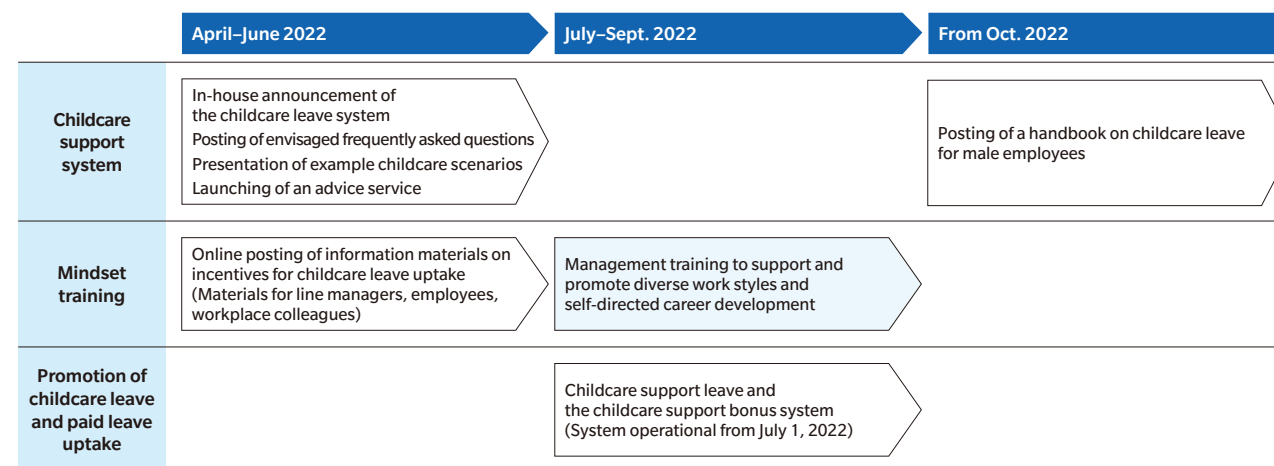 April–June 2022
July–Sept. 2022
From Oct. 2022
Childcare
support
system
In-house announcement of
the childcare leave system
Posting of envisaged frequently asked questions
Presentation of example childcare scenarios
Launching of an advice service
Posting of a handbook on childcare leave
for male employees
Mindset
training
Online posting of information materials on
incentives for childcare leave uptake
(Materials for line managers, employees,
workplace colleagues)
Management training to support and
promote diverse work styles and
self-directed career development
Promotion of
childcare leave
and paid leave
uptake
Childcare support leave and
the childcare support bonus system
(System operational from July 1, 2022)